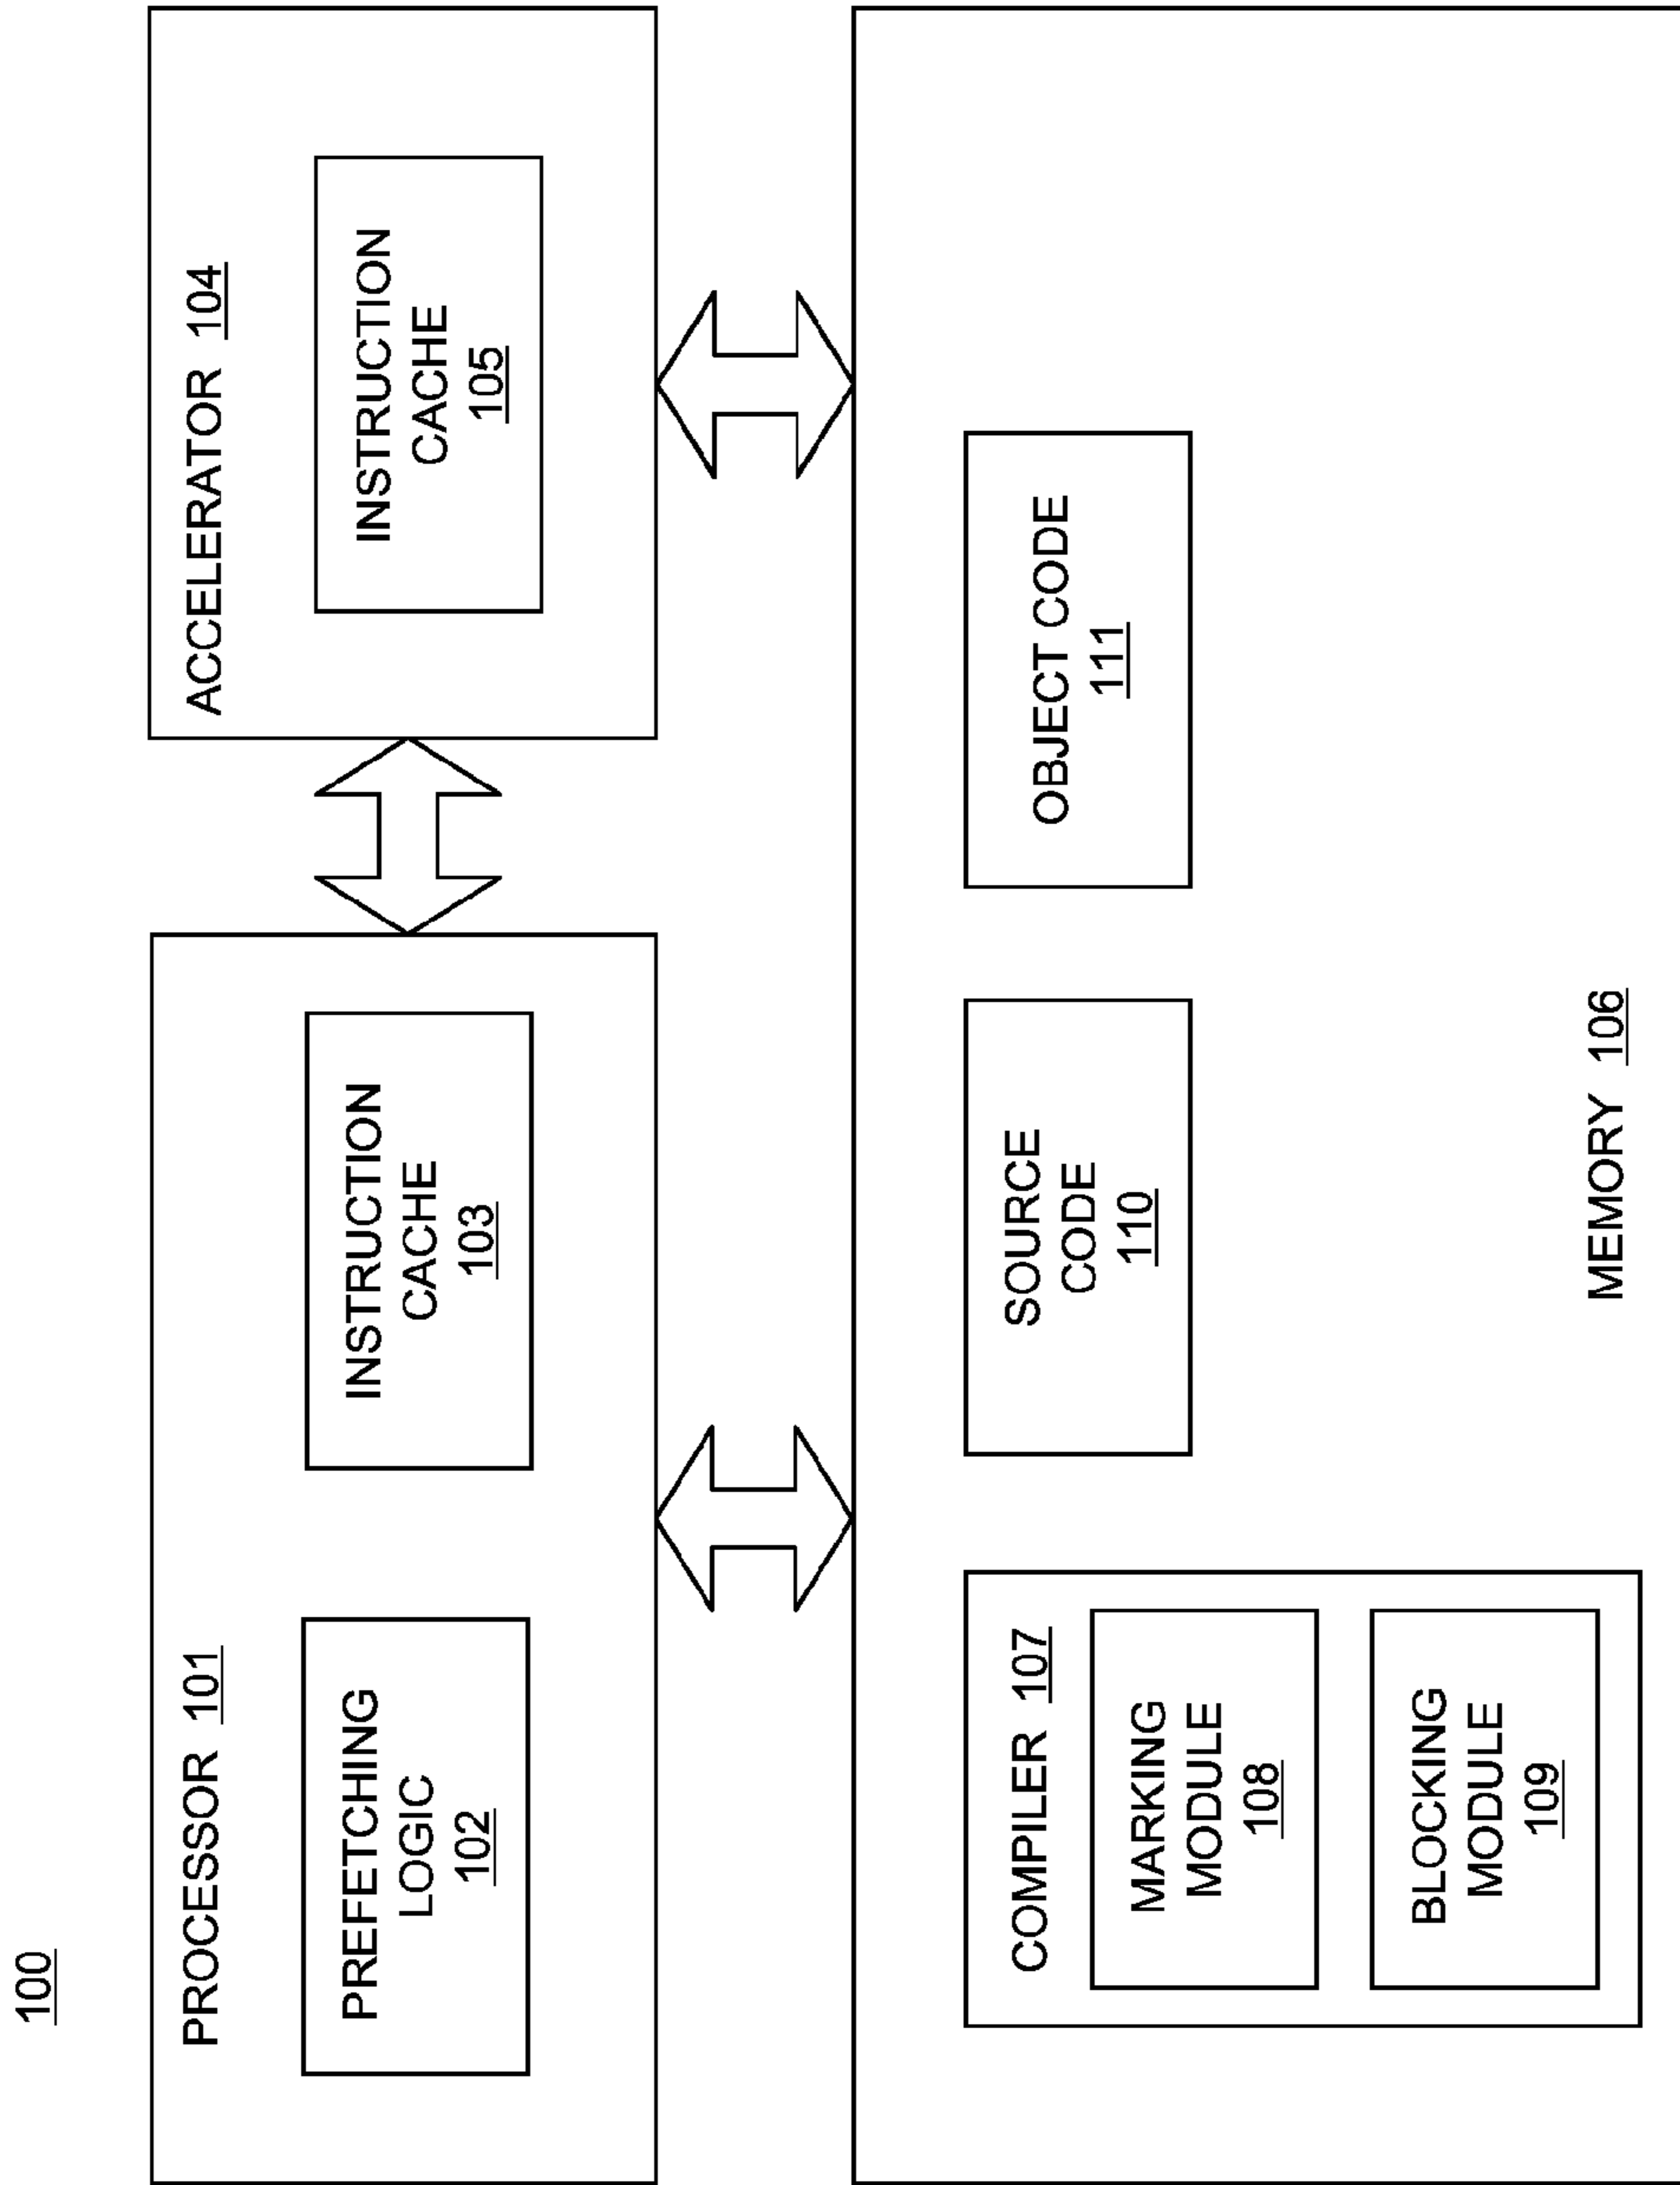 100
PROCESSOR 101
PREFETCHING
LOGIC
102
INSTRUCTION
CACHE
103
ACCELERATOR 104
INSTRUCTION
CACHE
105
COMPILER 107
MARKING
MODULE
108
BLOCKING
MODULE
109
SOURCE
CODE
110
OBJECT CODE
111
MEMORY 106